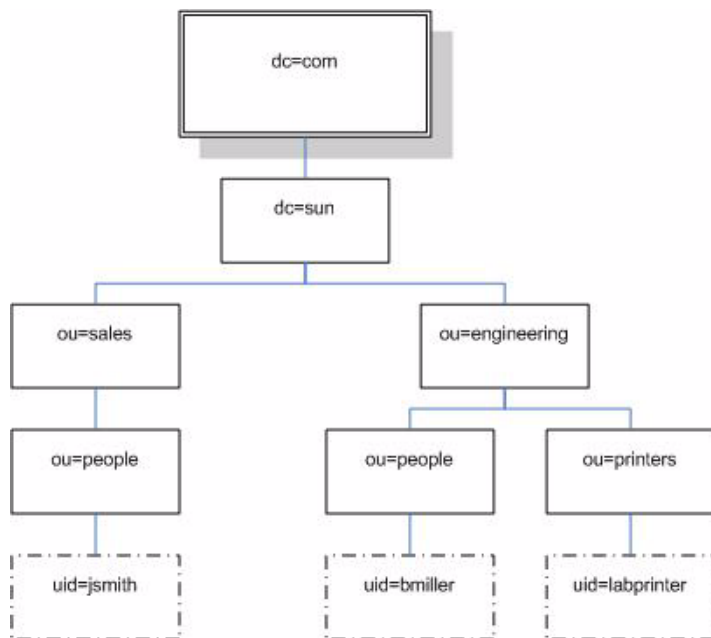 dc=com
dc=sun
ou=sales
ou=engineering
ou=people
ou=people
ou=printers
uid=jsmith
uid=bmiller
uid=labprinter